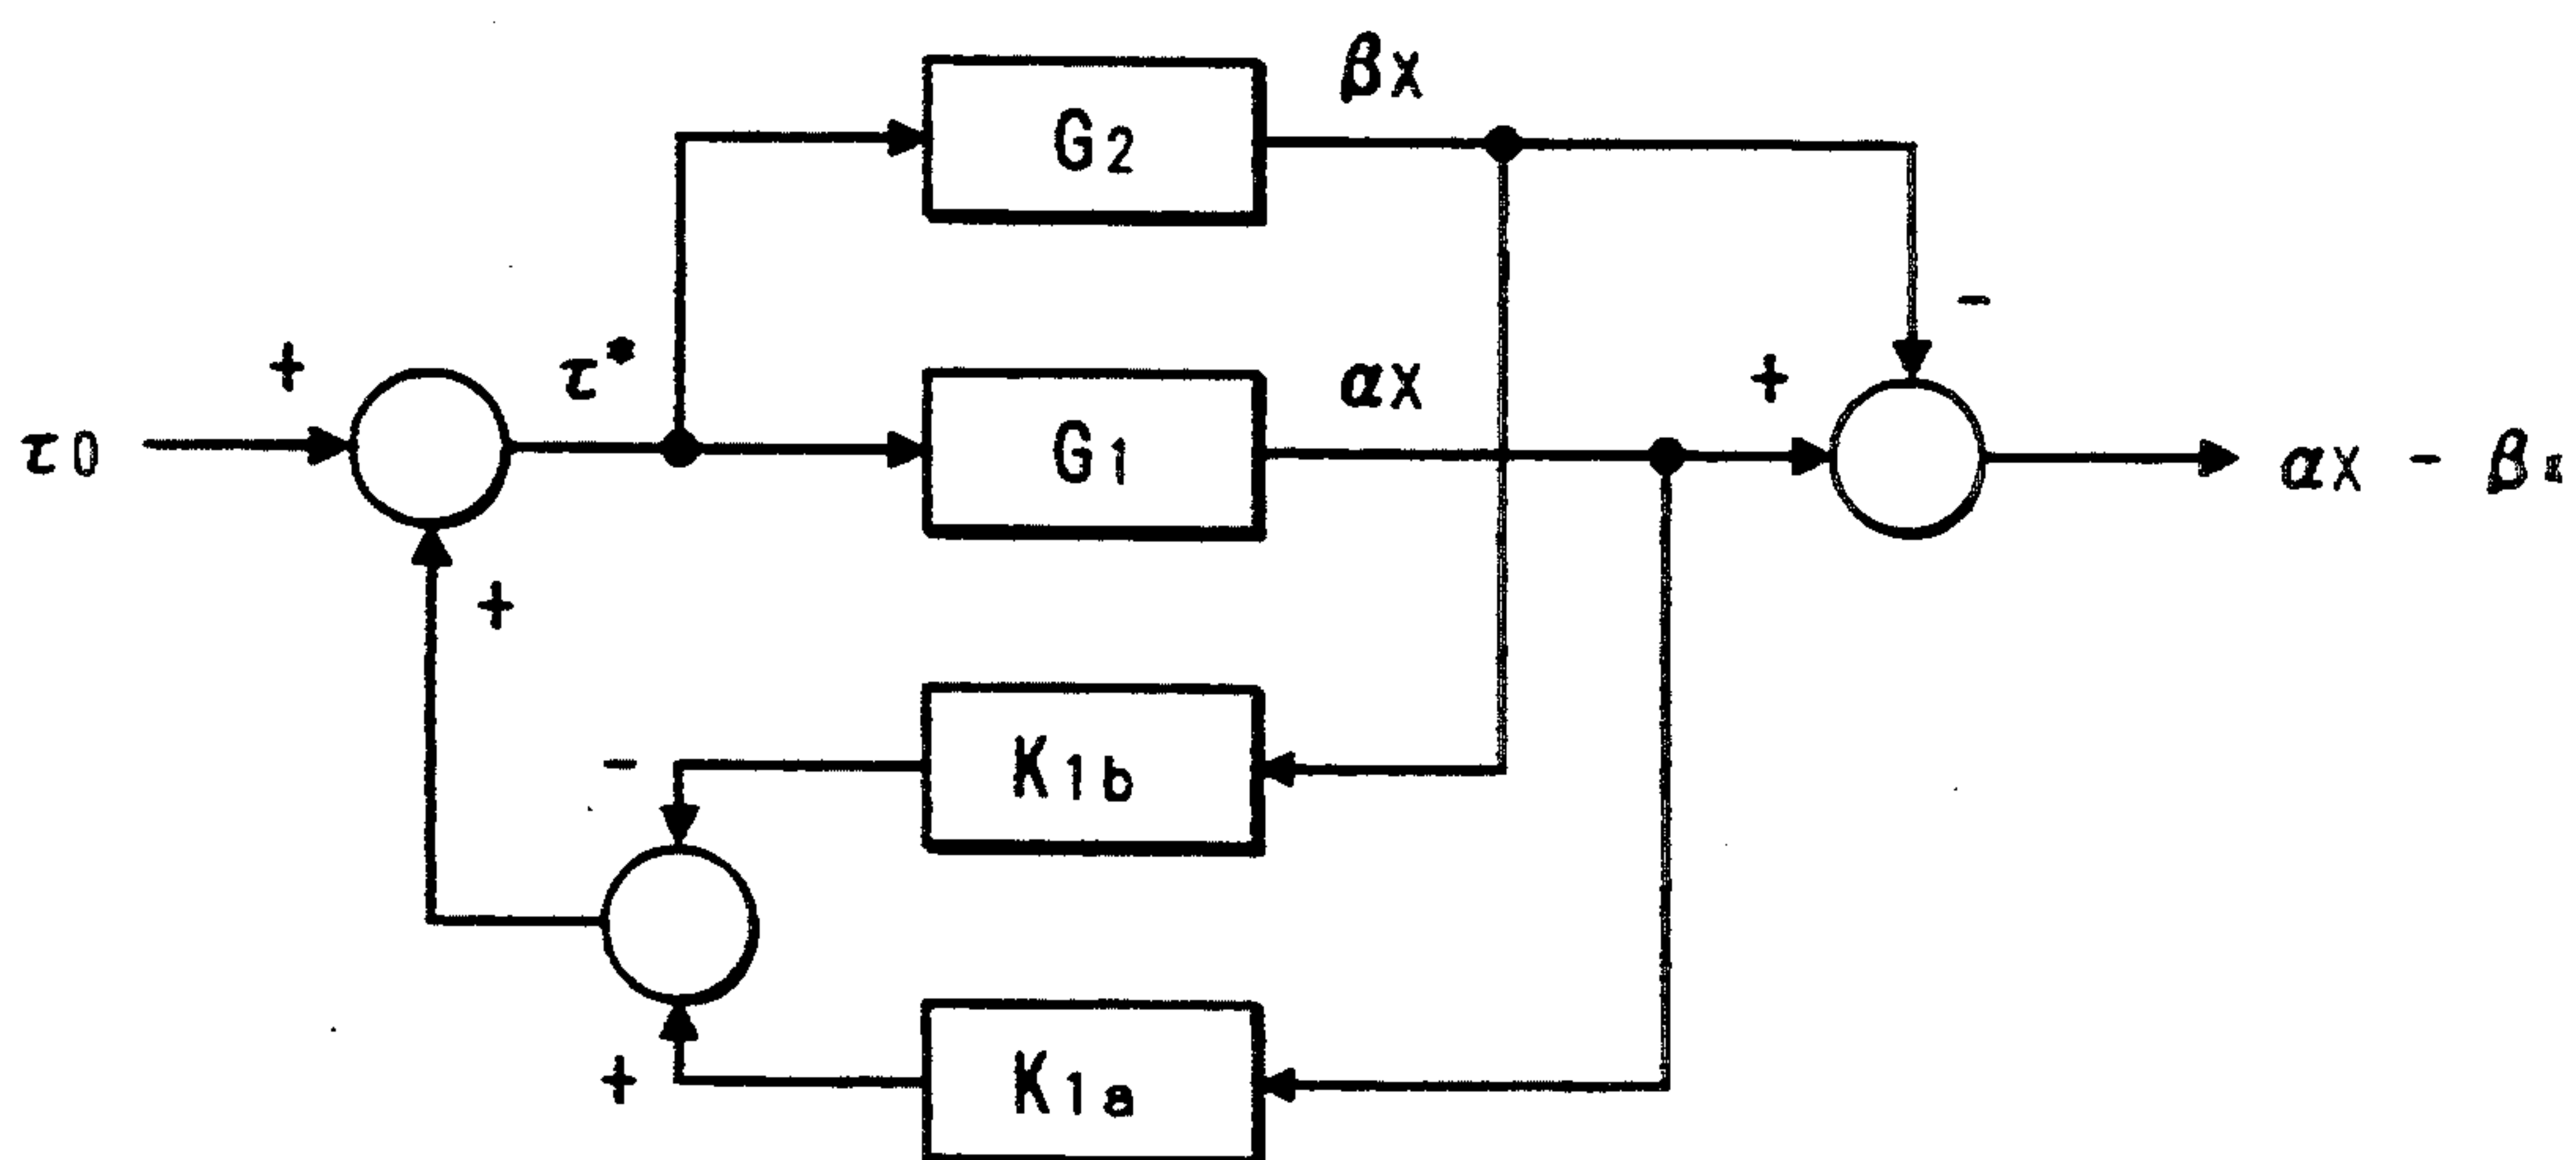 βx
G2
-
+ τ* αx +
τ0 G1 αx - β
+
- K1b
+ K1a